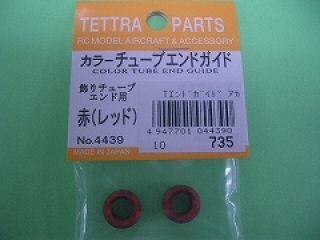 TETTRA PARTS
RC MODEL AIRCRAFT & ACCESSORY
カラーチューブエンドガイド
COLOR TUBE END GUIDE
飾りチューブ
エンド用
赤(レッド)
No.4439
MADE IN JAPAN
Tエンドガイド アカ
4 947701 044390
10 735